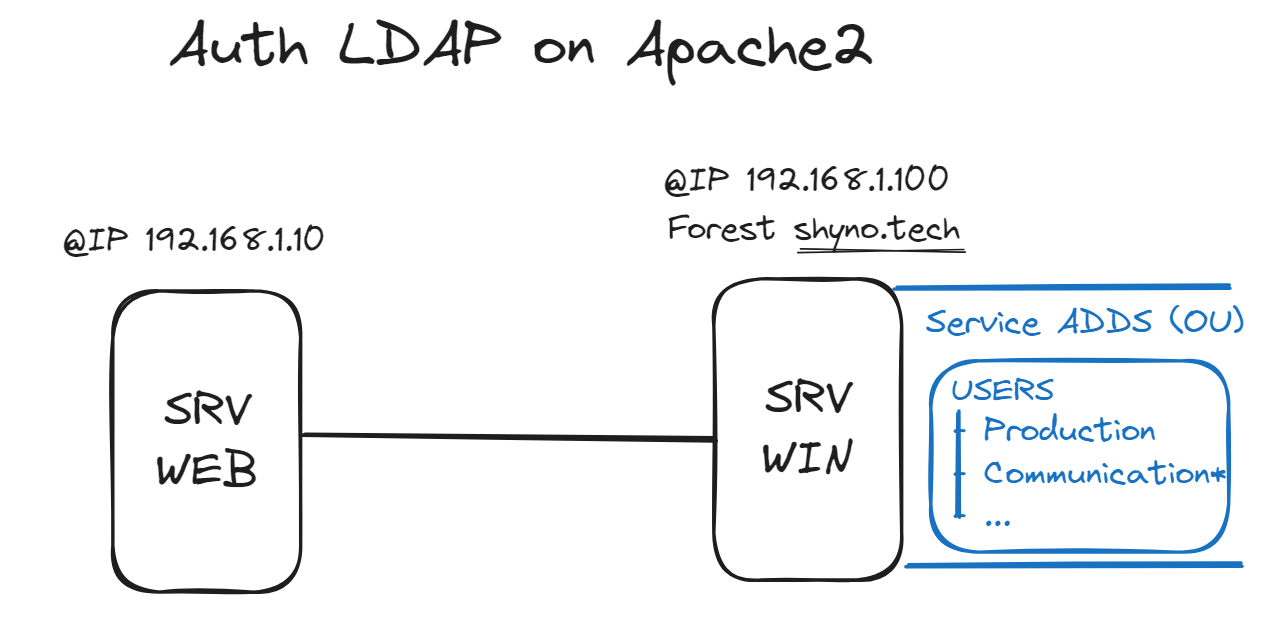 Auth LDAP on Apache2
@IP 192.168.1.10
SRV
WEB
@IP 192.168.1.100
Forest shyno.tech
SRV
WIN
Service ADDS (OU)
USERS
Production
Communication*
...